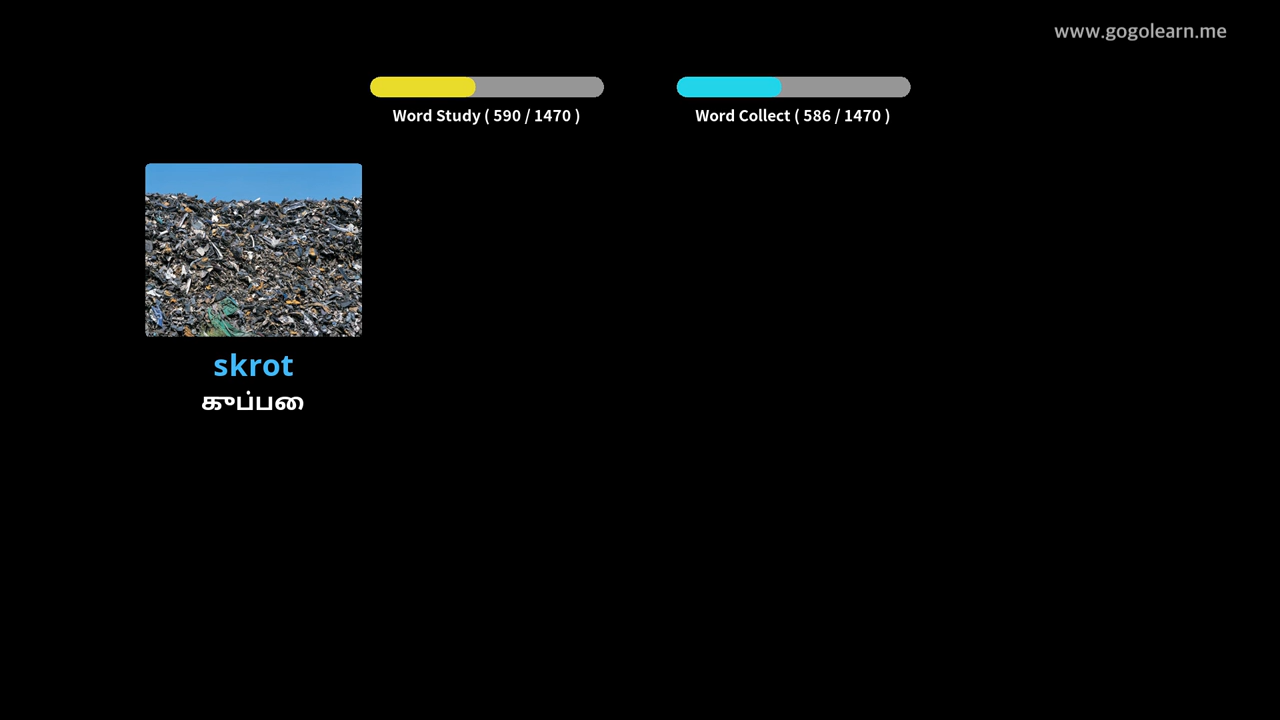 www.gogolearn.me
Word Study ( 590 / 1470 )
Word Collect ( 586 / 1470 )
skrot
குப்பை